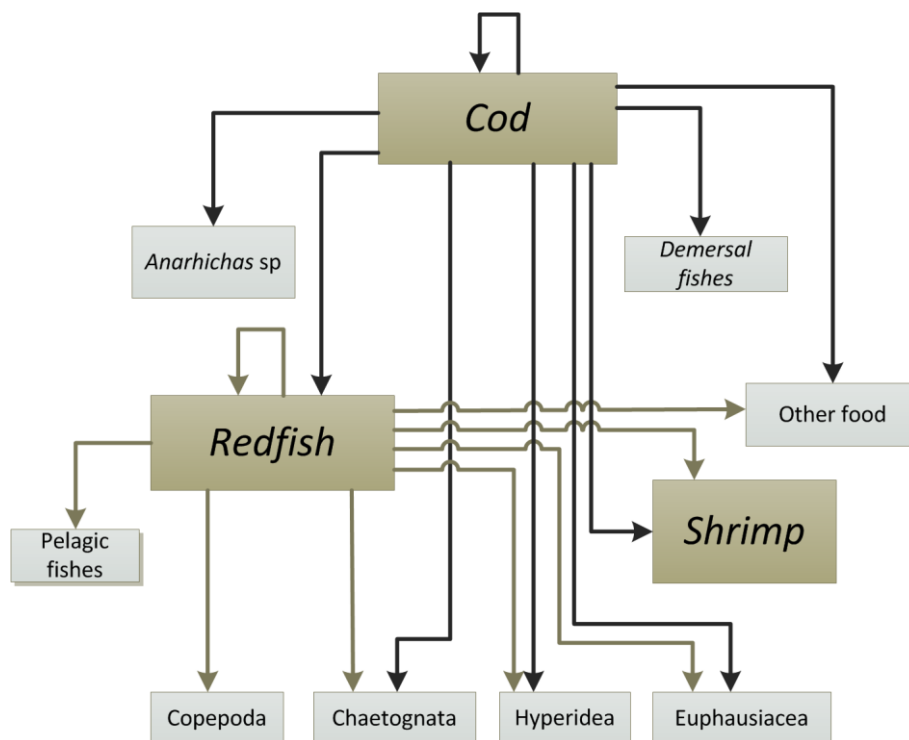 Cod
Anarhichas sp
Demersal
fishes
Redfish
Other food
Shrimp
Pelagic
fishes
Copepoda
Chaetognata
Hyperidea
Euphausiacea